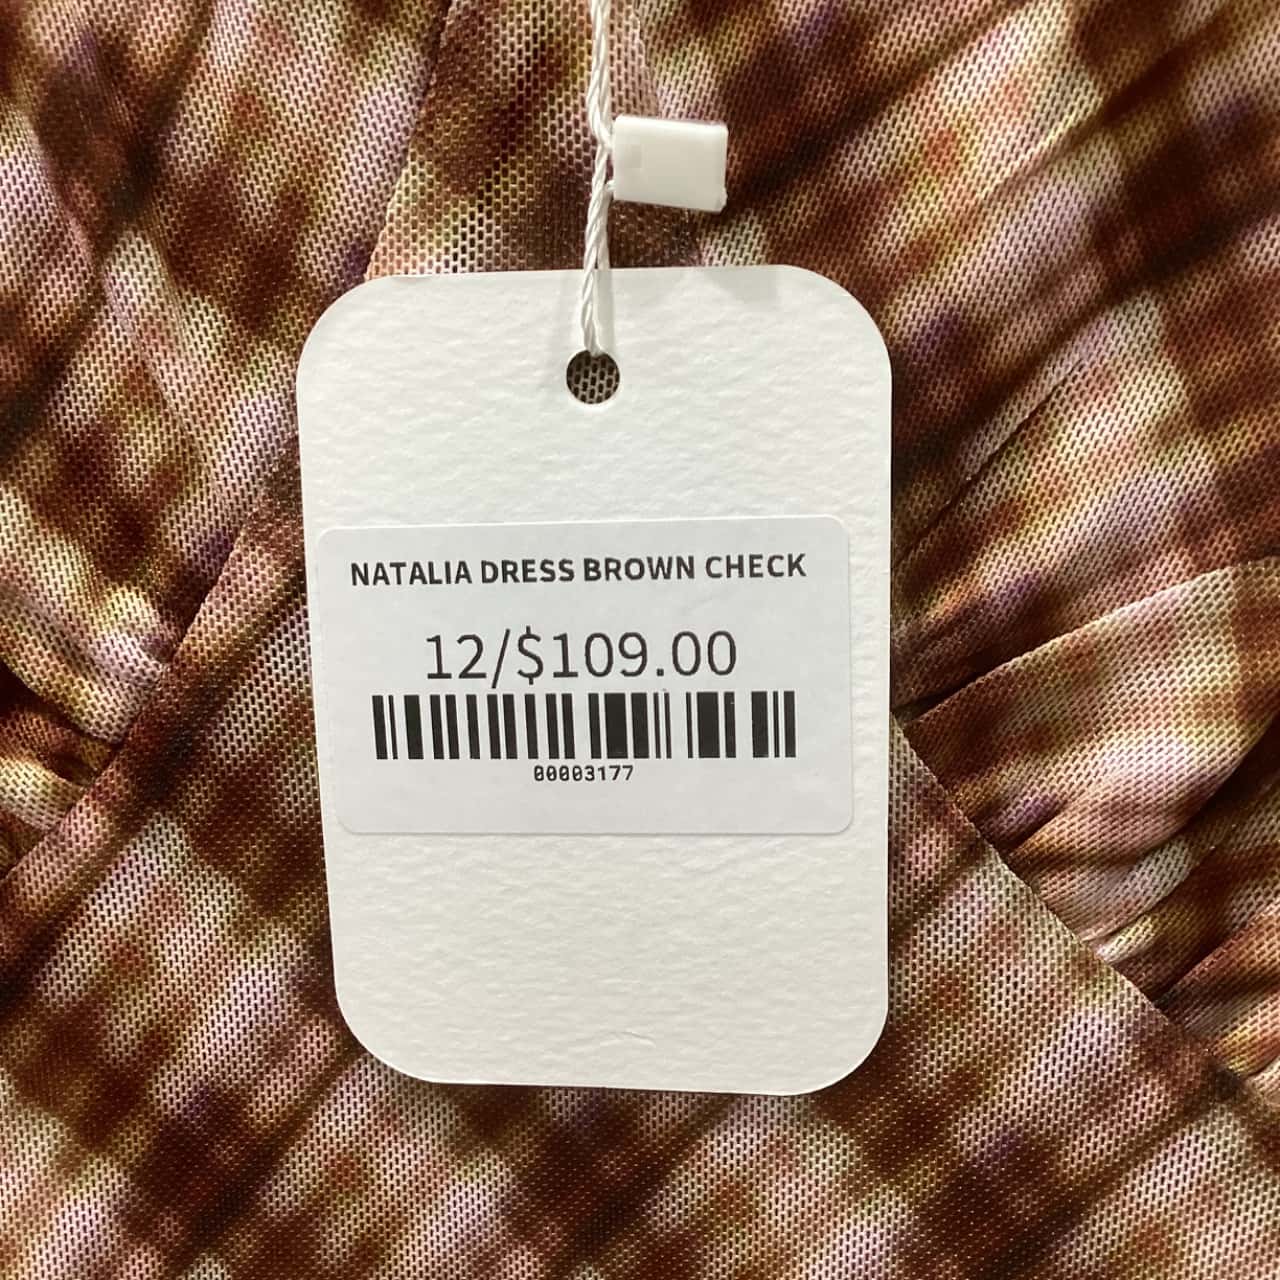 NATALIA DRESS BROWN CHECK
12/$109.00
00003177